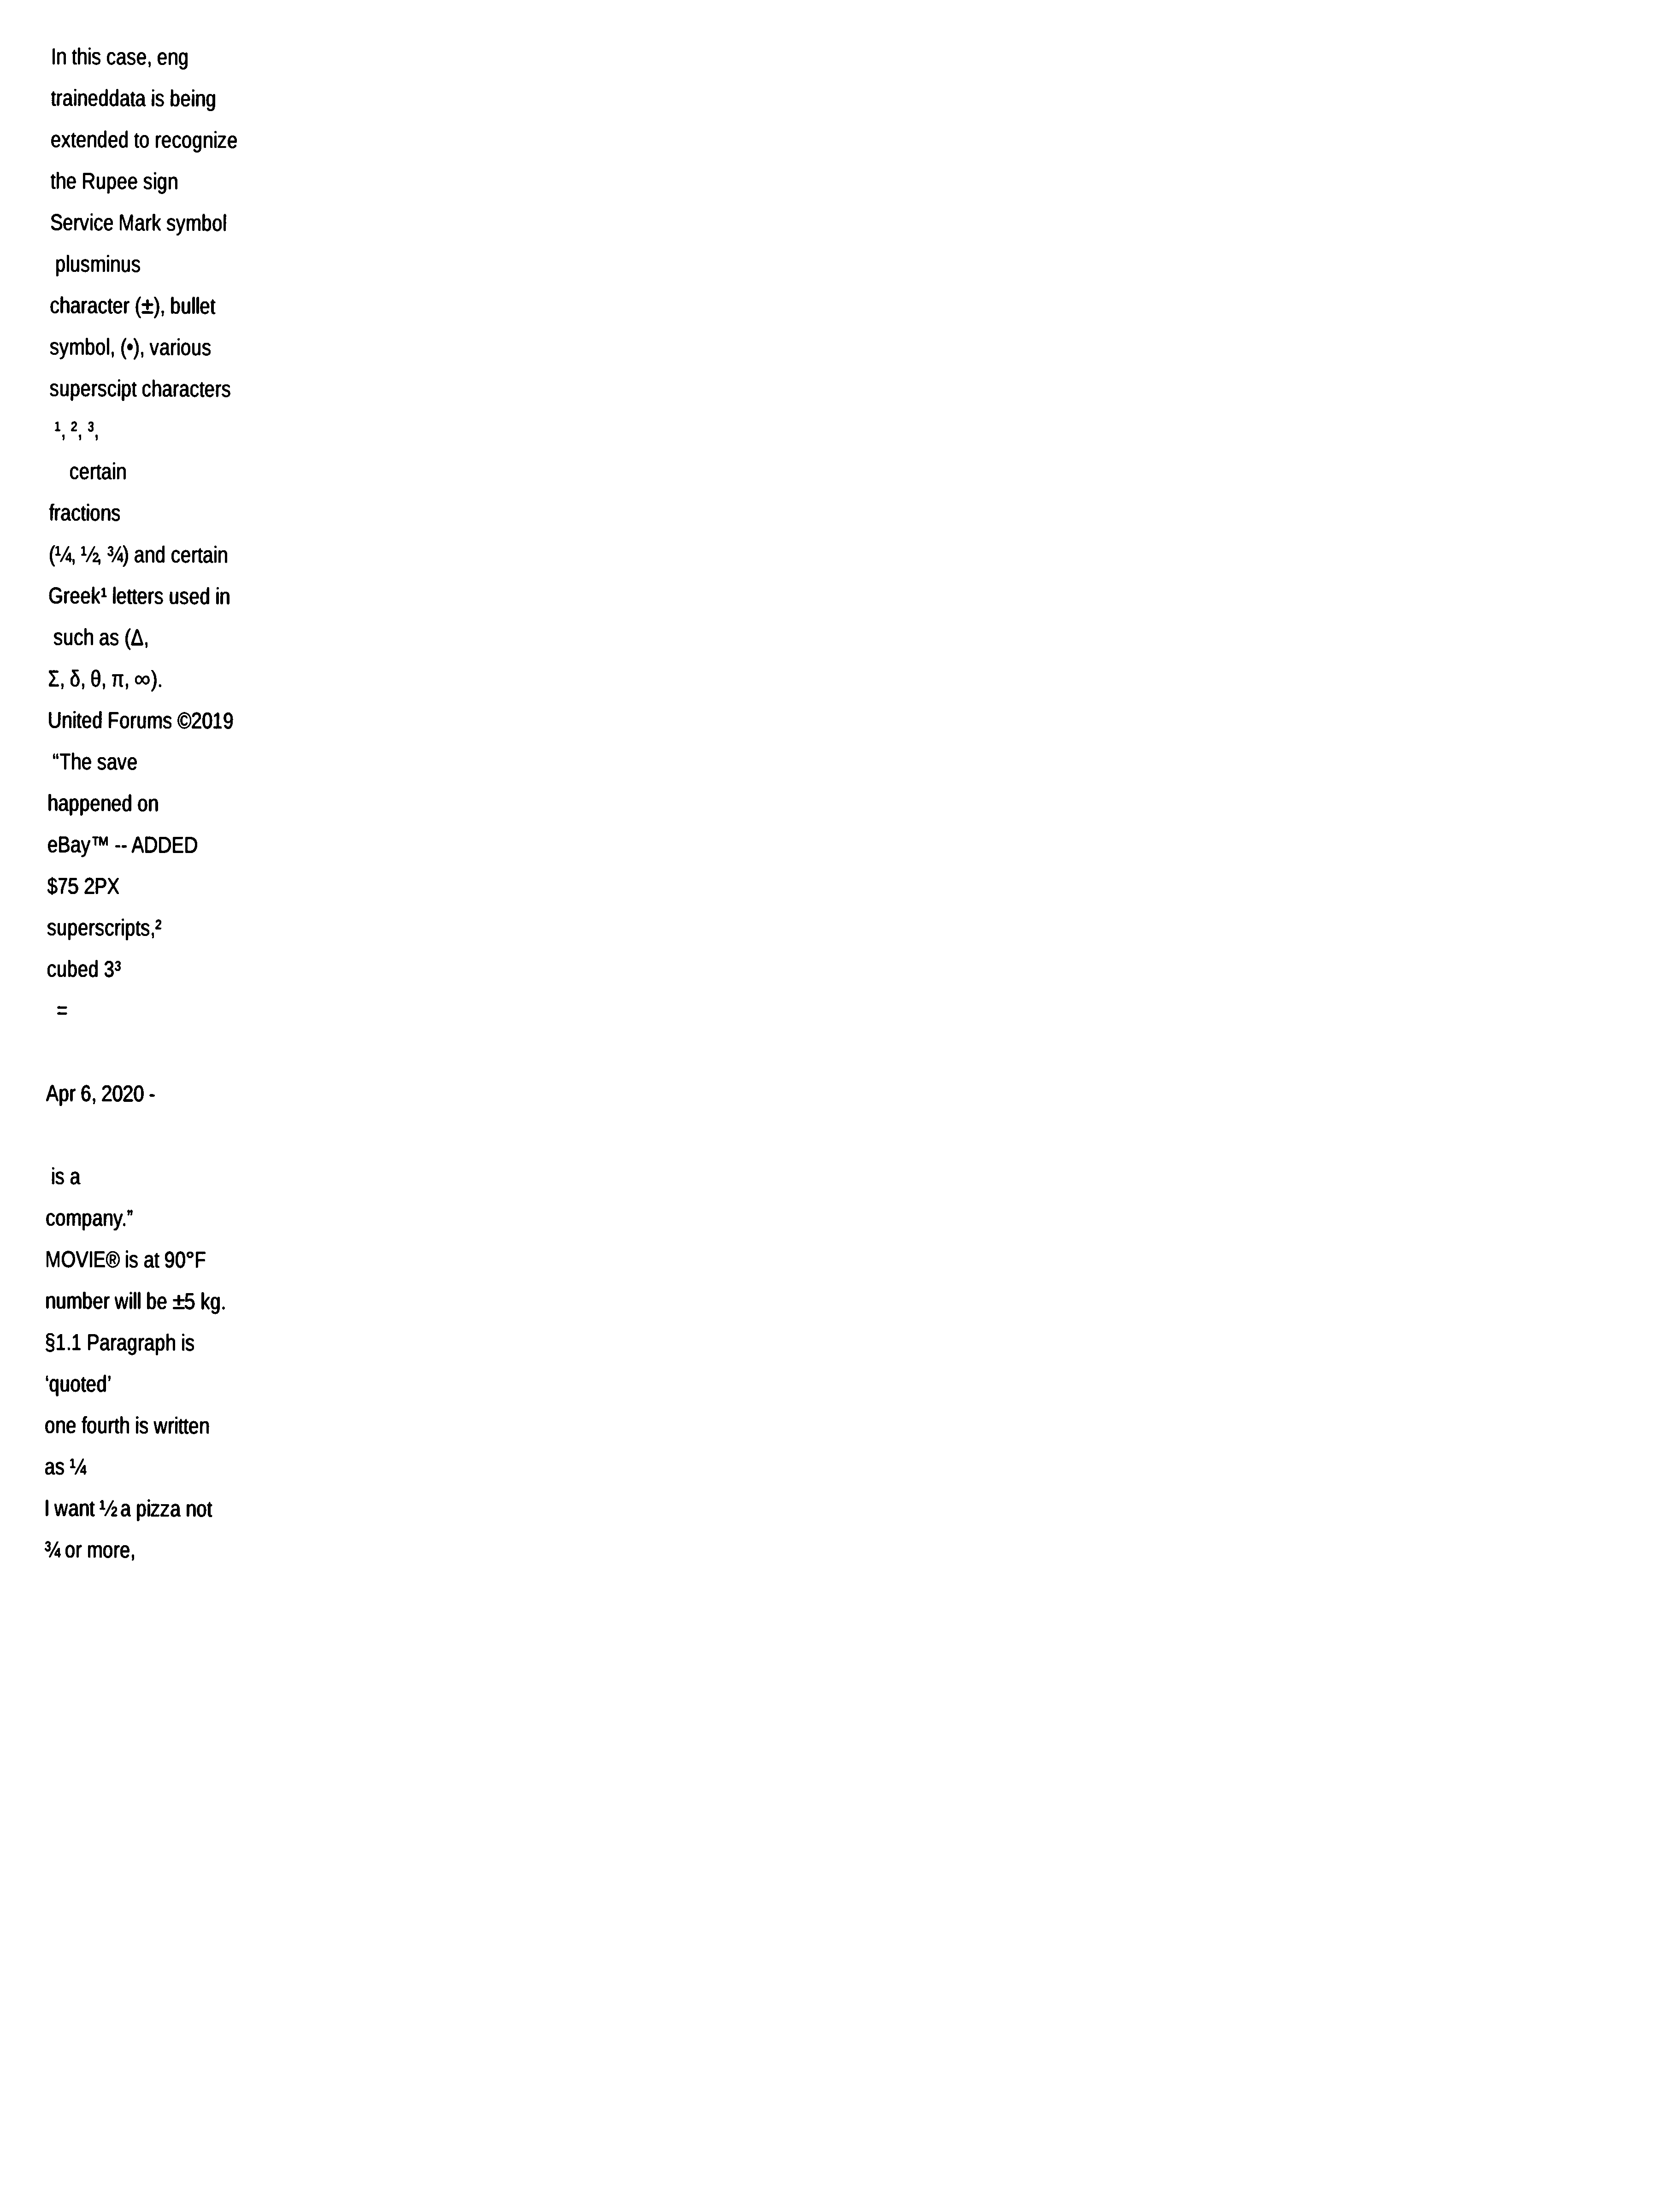 In this case, eng
traineddata is being
extended to recognize
the Rupee sign
Service Mark symbol
plusminus
character (±), bullet
symbol, (•), various
superscipt characters
¹, ², ³,
certain
fractions
(¼, ½, ¾) and certain
Greek¹ letters used in
such as (Δ,
Σ, δ, θ, π, ∞).
United Forums ©2019
“The save
happened on
eBay™ -- ADDED
$75 2PX
superscripts,²
cubed 3³
=
Apr 6, 2020 -
is a
company.”
MOVIE® is at 90°F
number will be ±5 kg.
§1.1 Paragraph is
‘quoted’
one fourth is written
as ¼
I want ½ a pizza not
¾ or more,